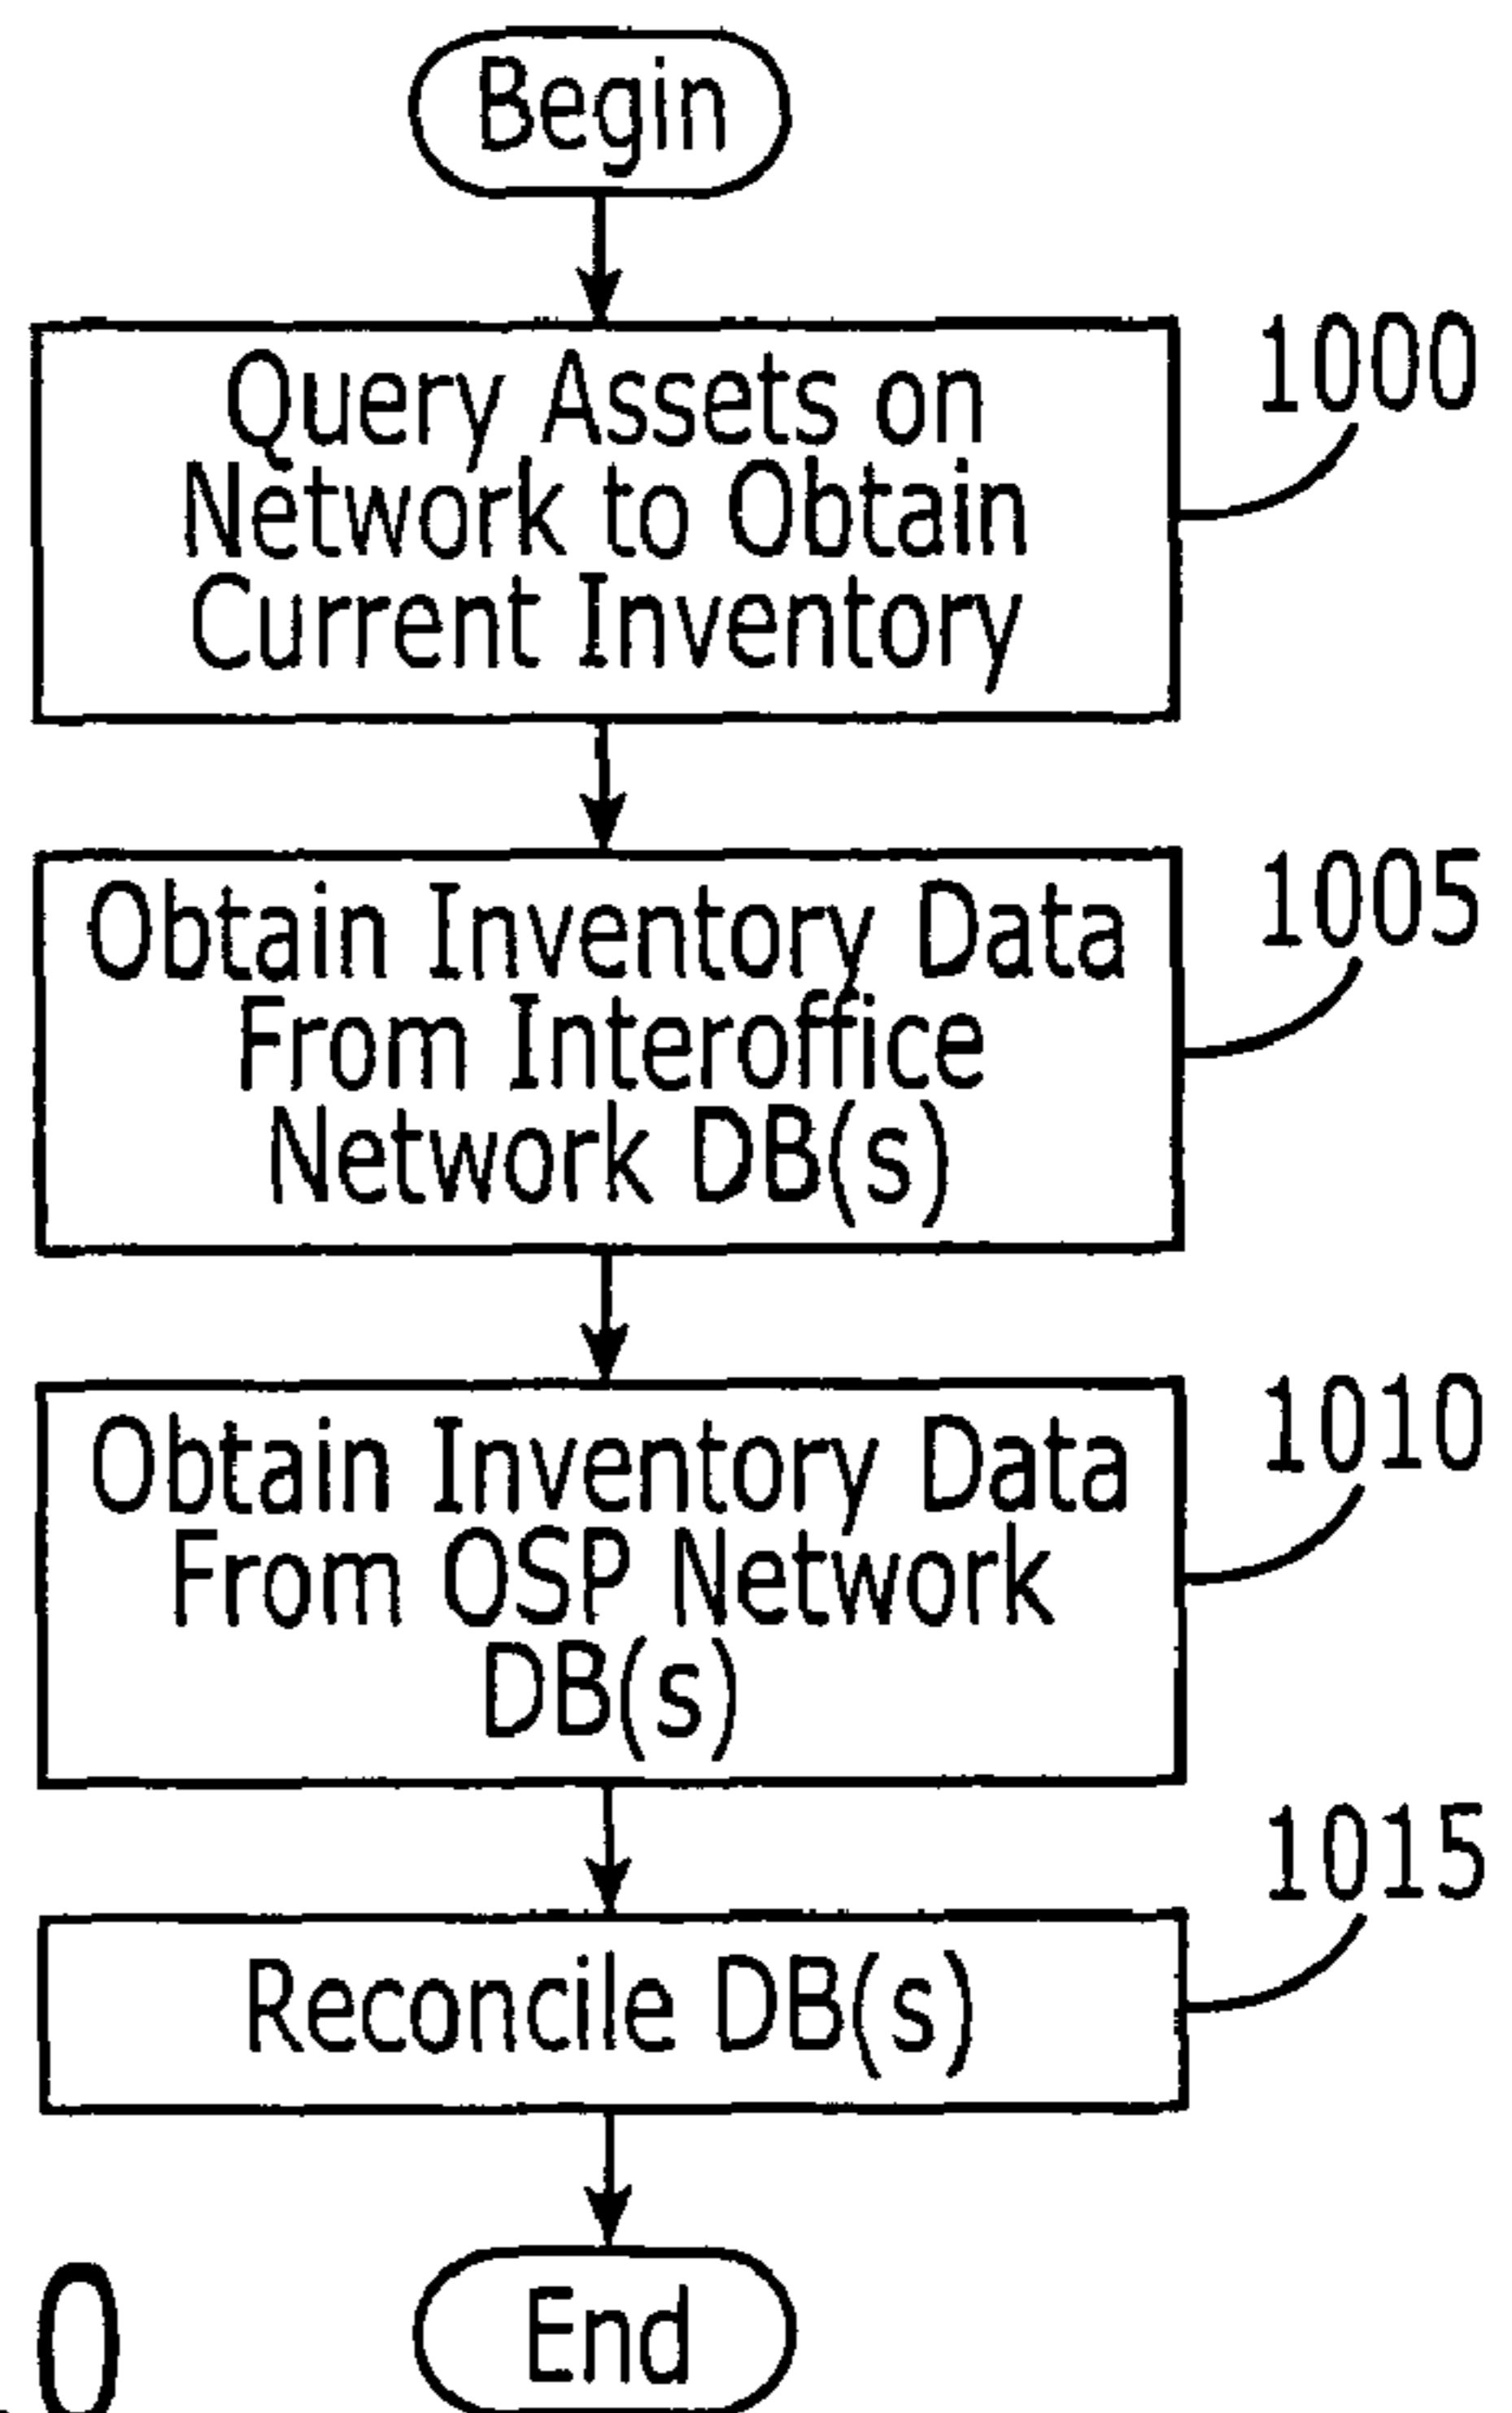 Begin
Query Assets on
Network to Obtain
Current Inventory
1000
Obtain Inventory Data
From Interoffice
Network DB(s)
1005
Obtain Inventory Data
From OSP Network
DB(s)
1010
Reconcile DB(s)
1015
End
0